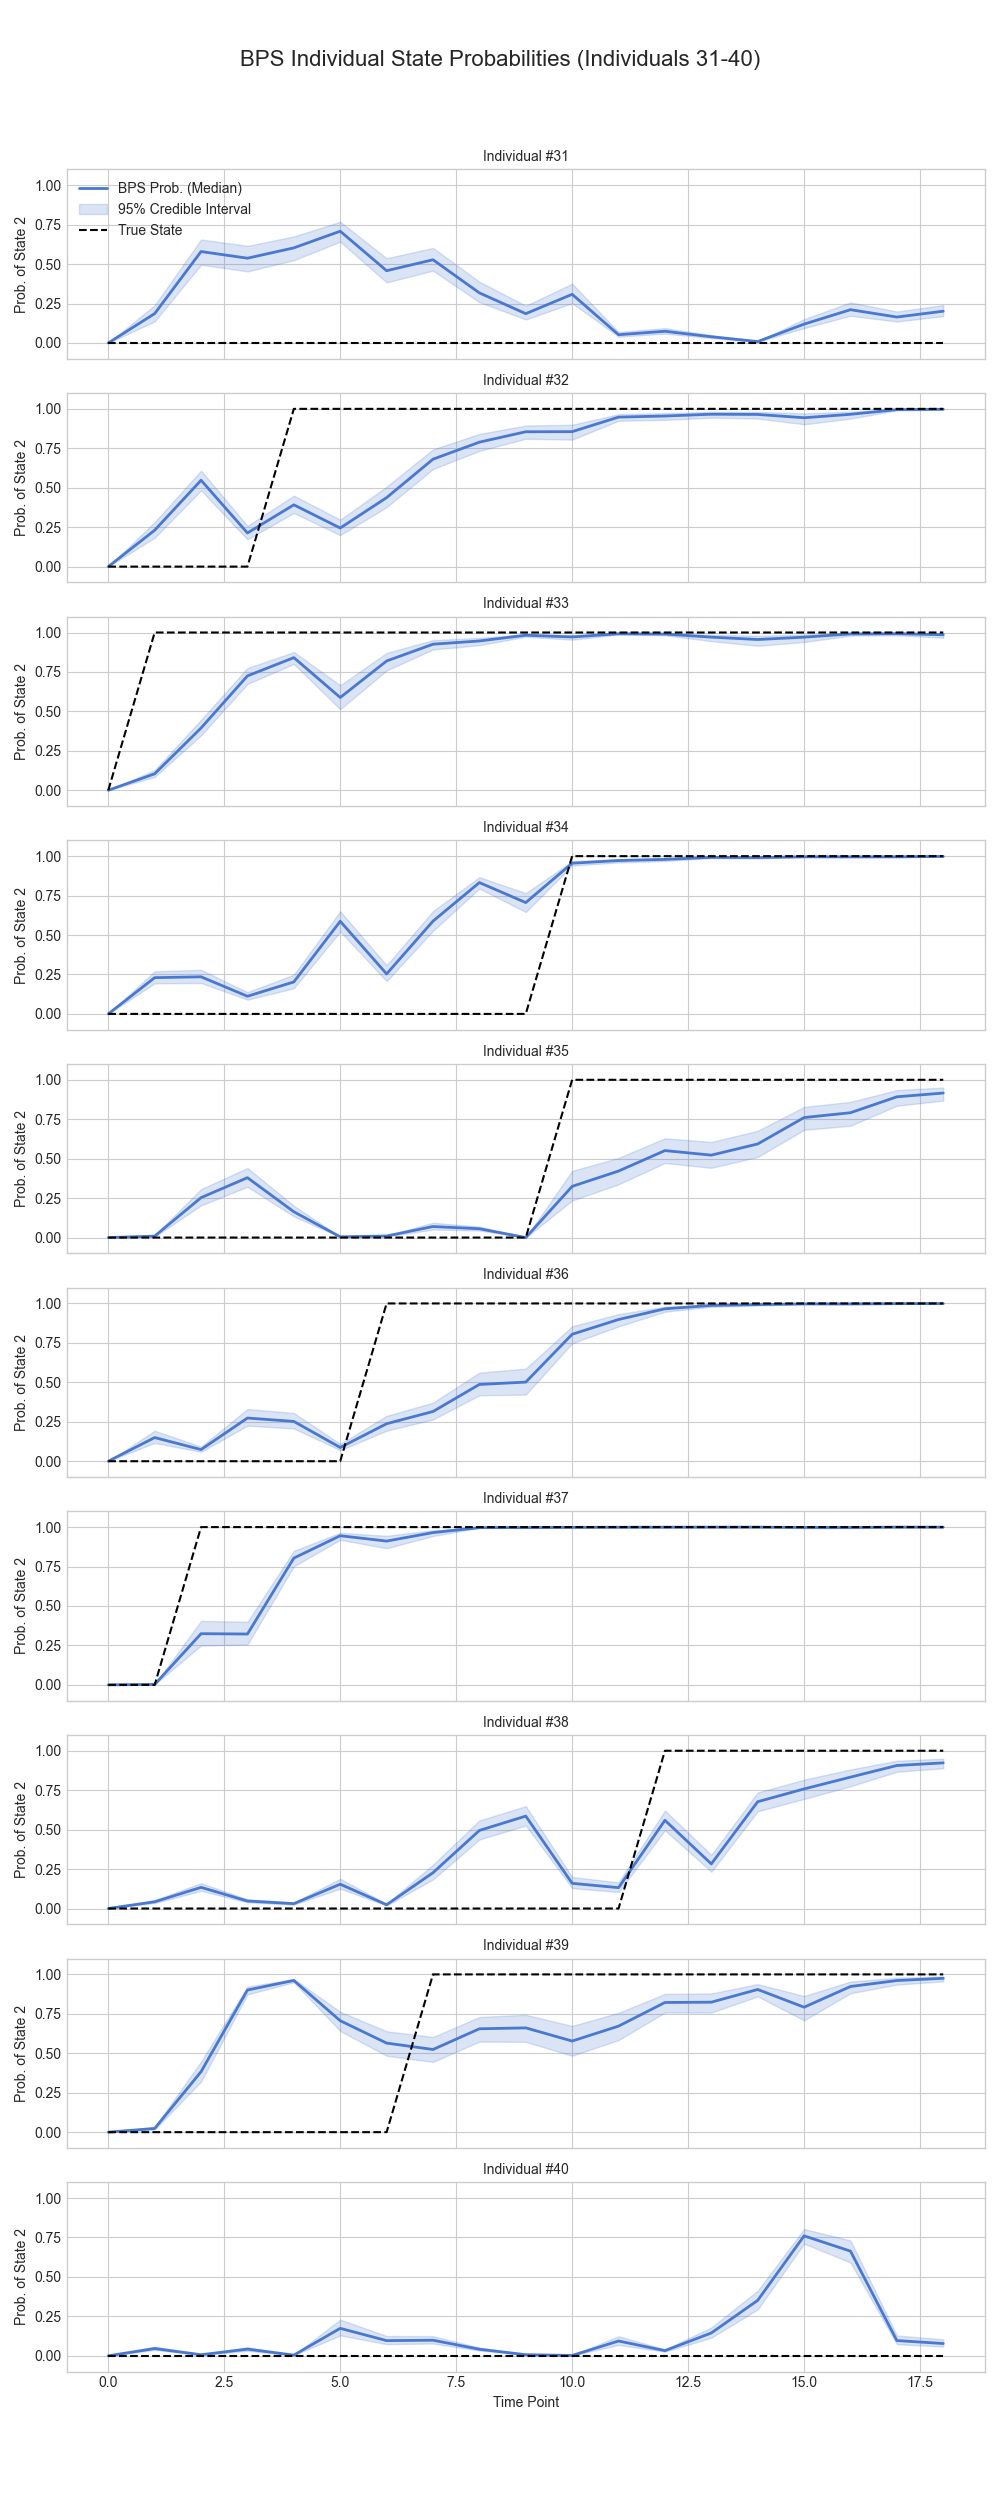 BPS Individual State Probabilities (Individuals 31-40)
Individual #31
BPS Prob. (Median)
95% Credible Interval
True State
1.00
0.75
0.50
0.25
0.00
Prob. of State 2
Individual #32
1.00
0.75
0.50
0.25
0.00
Prob. of State 2
Individual #33
1.00
0.75
0.50
0.25
0.00
Prob. of State 2
Individual #34
1.00
0.75
0.50
0.25
0.00
Prob. of State 2
Individual #35
1.00
0.75
0.50
0.25
0.00
Prob. of State 2
Individual #36
1.00
0.75
0.50
0.25
0.00
Prob. of State 2
Individual #37
1.00
0.75
0.50
0.25
0.00
Prob. of State 2
Individual #38
1.00
0.75
0.50
0.25
0.00
Prob. of State 2
Individual #39
1.00
0.75
0.50
0.25
0.00
Prob. of State 2
Individual #40
1.00
0.75
0.50
0.25
0.00
Prob. of State 2
0.0 2.5 5.0 7.5 10.0 12.5 15.0 17.5
Time Point